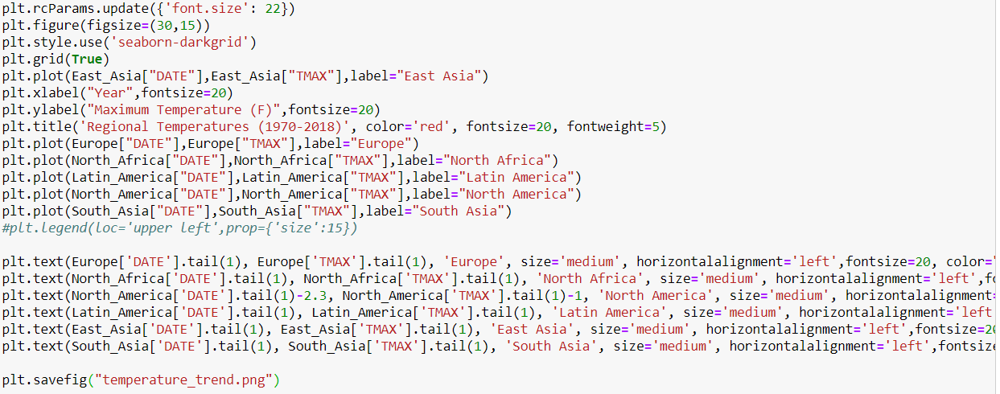 plt.rcParams.update({'font.size': 22})
plt.figure(figsize=(30,15))
plt.style.use('seaborn-darkgrid')
plt.grid(True)
plt.plot(East_Asia["DATE"],East_Asia["TMAX"],label="East Asia")
plt.xlabel("Year",fontsize=20)
plt.ylabel("Maximum Temperature (F)",fontsize=20)
plt.title('Regional Temperatures (1970-2018)', color='red', fontsize=20, fontweight=5)
plt.plot(Europe["DATE"],Europe["TMAX"],label="Europe")
plt.plot(North_Africa["DATE"],North_Africa["TMAX"],label="North Africa")
plt.plot(Latin_America["DATE"],Latin_America["TMAX"],label="Latin America")
plt.plot(North_America["DATE"],North_America["TMAX"],label="North America")
plt.plot(South_Asia["DATE"],South_Asia["TMAX"],label="South Asia")
#plt.legend(loc='upper left',prop={'size':15})
plt.text(Europe['DATE'].tail(1), Europe['TMAX'].tail(1), 'Europe', size='medium', horizontalalignment='left',fontsize=20, color='
plt.text(North_Africa['DATE'].tail(1), North_Africa['TMAX'].tail(1), 'North Africa', size='medium', horizontalalignment='left',fo
plt.text(North_America['DATE'].tail(1)-2.3, North_America['TMAX'].tail(1)-1, 'North America', size='medium', horizontalalignment=
plt.text(Latin_America['DATE'].tail(1), Latin_America['TMAX'].tail(1), 'Latin America', size='medium', horizontalalignment='left
plt.text(East_Asia['DATE'].tail(1), East_Asia['TMAX'].tail(1), 'East Asia', size='medium', horizontalalignment='left',fontsize=20
plt.text(South_Asia['DATE'].tail(1), South_Asia['TMAX'].tail(1), 'South Asia', size='medium', horizontalalignment='left',fontsize
plt.savefig("temperature_trend.png")